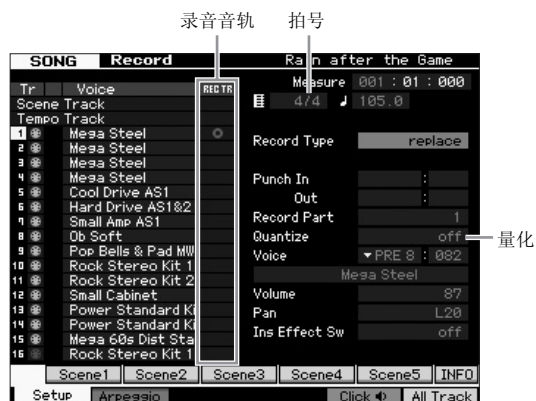 录音音轨 拍号
SONG Record Rain after the Game
Measure 001 : 01 : 000
Tr Voice REC TR 4/4 105.0
Scene Track
Tempo Track
1 Mega Steel
2 Mega Steel
3 Mega Steel
4 Mega Steel
5 Cool Drive AS1
6 Hard Drive AS1&2
7 Small Amp AS1
8 Ob Soft
9 Pop Bells & Pad MW
10 Rock Stereo Kit 1
11 Rock Stereo Kit 2
12 Small Cabinet
13 Power Standard Ki
14 Power Standard Ki
15 Mega 60s Dist Sta
16 Rock Stereo Kit 1
Record Type replace
Punch In :
Out :
Record Part 1
Quantize off 量化
Voice PRE 8 : 082
Mega Steel
Volume 87
Pan L20
Ins Effect Sw off
Scene1 Scene2 Scene3 Scene4 Scene5 INFO
Setup Arpeggio Click All Track